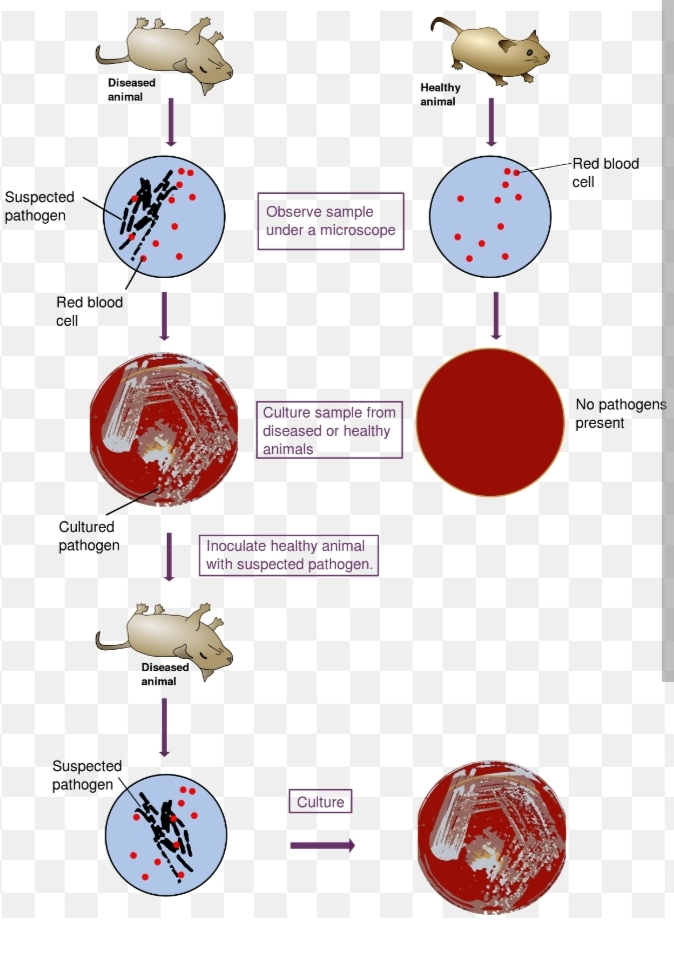 Diseased
animal
Healthy
animal
Suspected
pathogen
Observe sample
under a microscope
Red blood
cell
Red blood
cell
Culture sample from
diseased or healthy
animals
No pathogens
present
Cultured
pathogen
Inoculate healthy animal
with suspected pathogen.
Diseased
animal
Suspected
pathogen
Culture